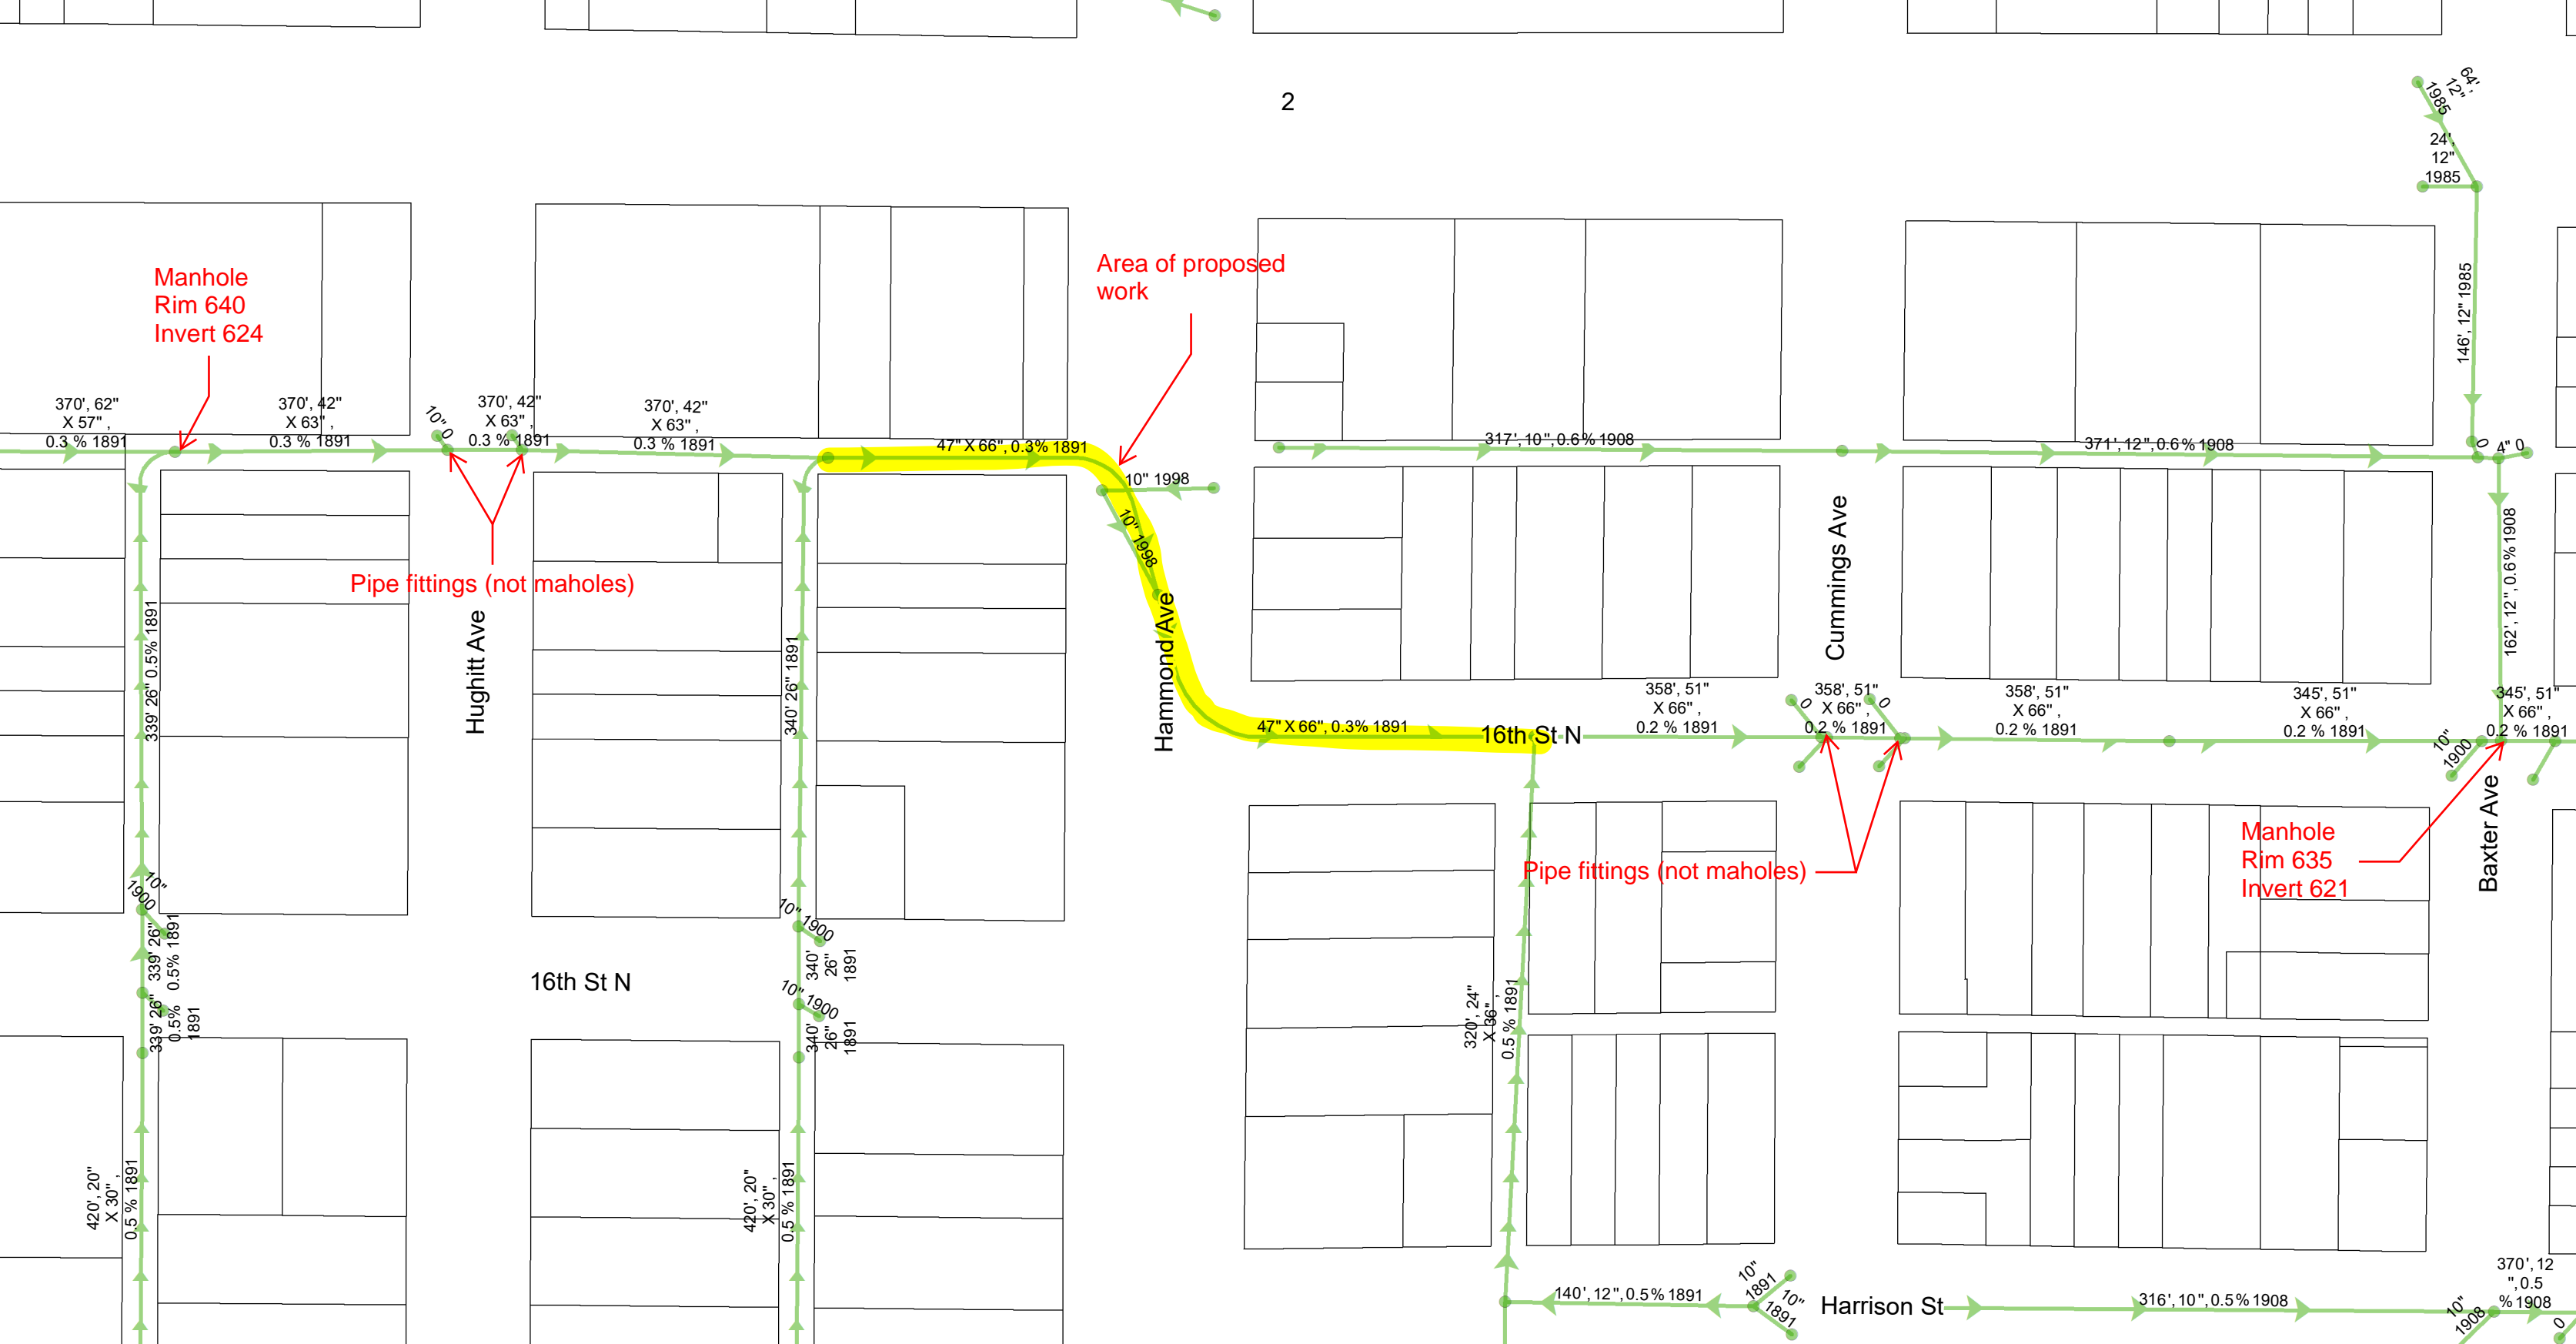 2
64',
12"
1985
24',
12"
1985
146', 12" 1985
Manhole
Rim 640
Invert 624
Area of proposed
work
370', 62"
X 57",
0.3 % 1891
370', 42"
X 63",
0.3 % 1891
10" 0
370', 42"
X 63",
0.3 % 1891
370', 42"
X 63",
0.3 % 1891
47" X 66", 0.3% 1891
317', 10", 0.6% 1908
371', 12", 0.6% 1908
0
4" 0
10" 1998
10" 1998
Pipe fittings (not maholes)
Hughitt Ave
Hammond Ave
Cummings Ave
162', 12", 0.6% 1908
339' 26" 0.5% 1891
340' 26" 1891
47" X 66", 0.3% 1891
16th St N
358', 51"
X 66",
0.2 % 1891
0
358', 51"
X 66",
0.2 % 1891
0
358', 51"
X 66",
0.2 % 1891
345', 51"
X 66",
0.2 % 1891
345', 51"
X 66",
0.2 % 1891
10"
1900
Baxter Ave
Manhole
Rim 635
Invert 621
Pipe fittings (not maholes)
10"
1900
339' 26"
0.5% 1891
339' 26"
0.5%
1891
10" 1900
340'
26"
1891
10" 1900
340'
26"
1891
16th St N
320', 24"
X 36",
0.5 % 1891
420', 20"
X 30",
0.5 % 1891
420', 20"
X 30",
0.5 % 1891
140', 12", 0.5% 1891
10"
1891
10"
1891
Harrison St
316', 10", 0.5% 1908
370', 12
", 0.5
% 1908
10"
1908
0